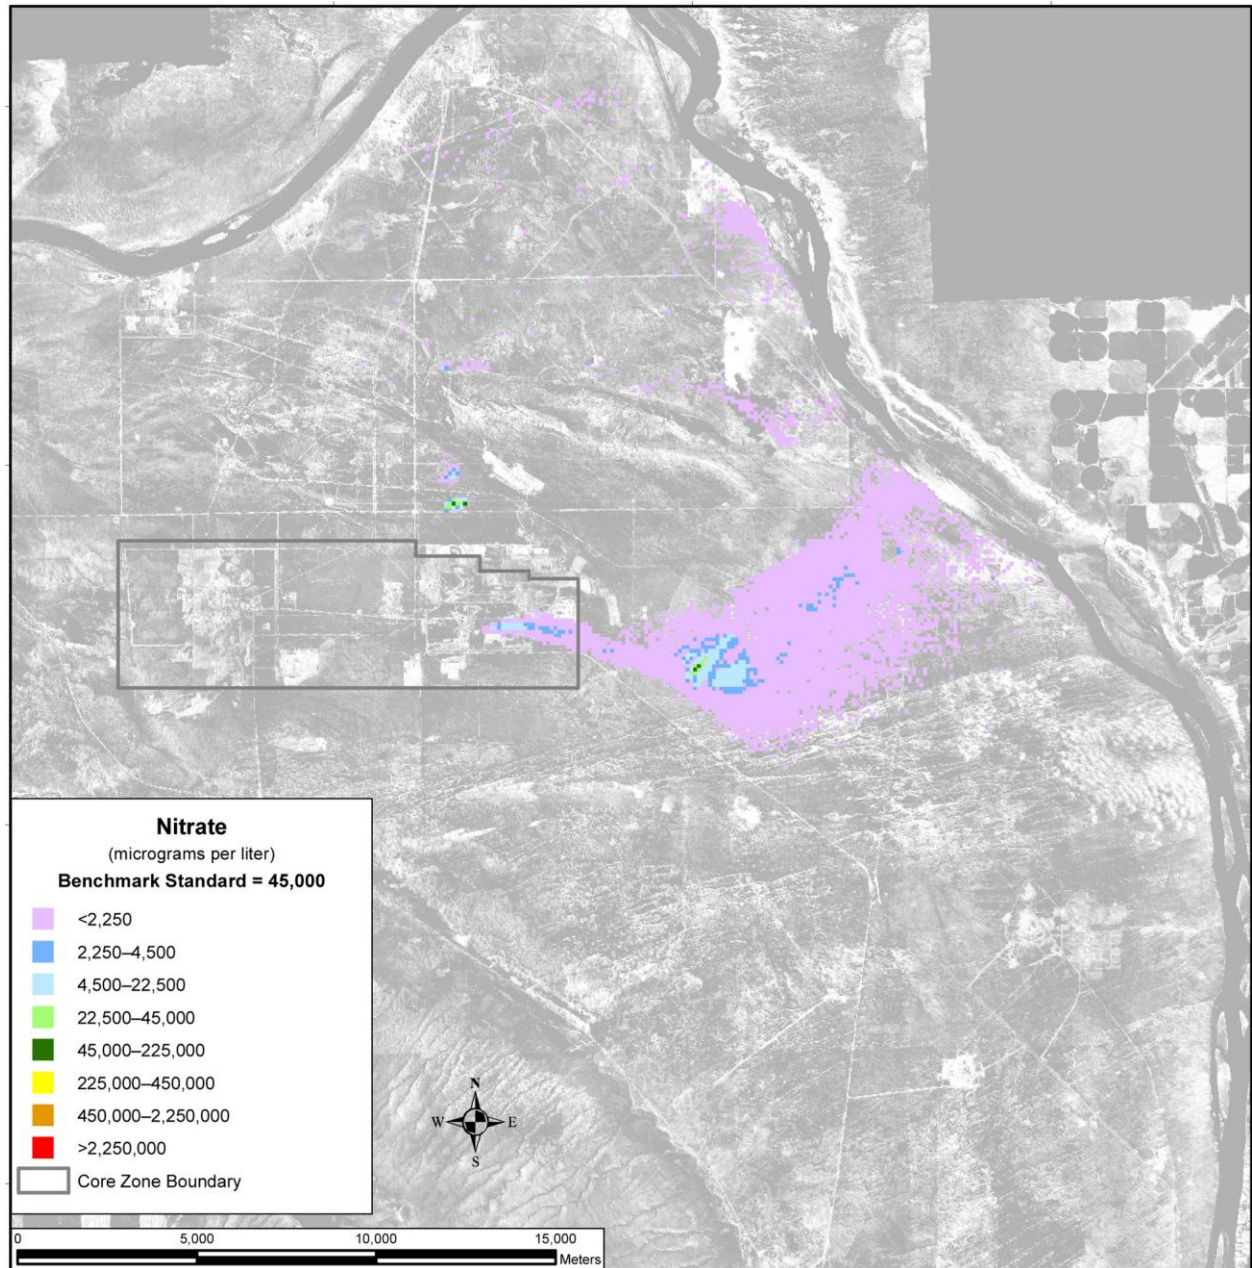 Nitrate
(micrograms per liter)
Benchmark Standard = 45,000
<2,250
2,250–4,500
4,500–22,500
22,500–45,000
45,000–225,000
225,000–450,000
450,000–2,250,000
>2,250,000
Core Zone Boundary
N
W E
S
0 5,000 10,000 15,000
Meters